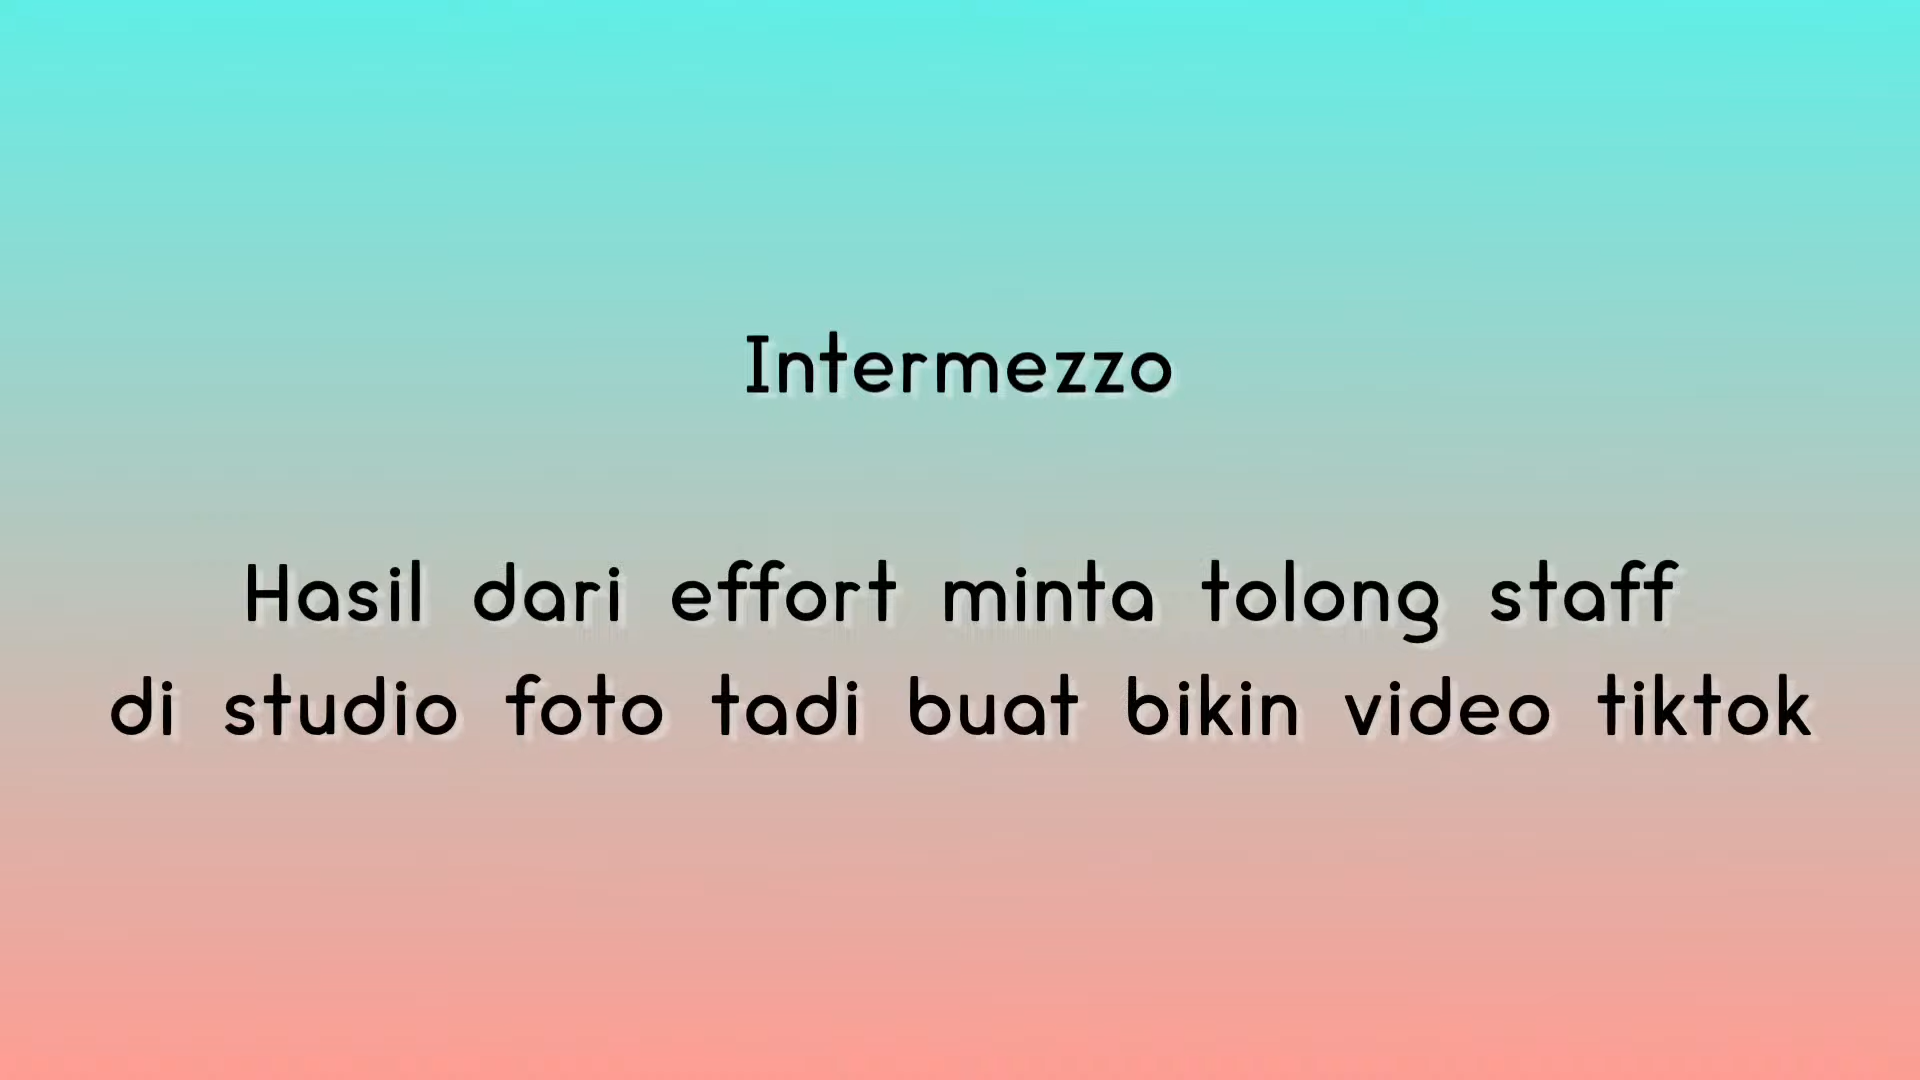 Intermezzo
Hasil dari effort minta tolong staff
di studio foto tadi buat bikin video tiktok